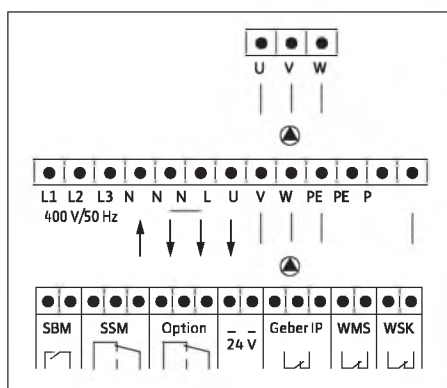 U V W
L1 L2 L3 N N N L U V W PE PE P
400 V/50 Hz
SBM SSM Option 24 V Geber IP WMS WSK